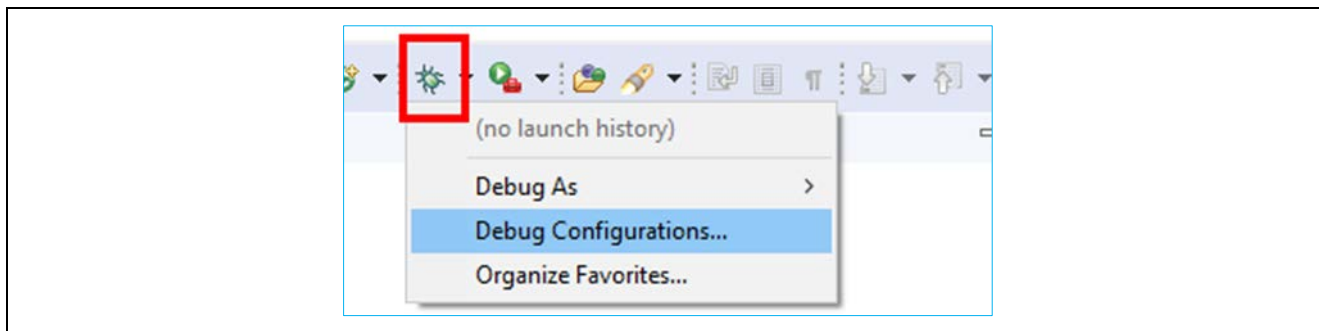 (no launch history)
Debug As
Debug Configurations...
Organize Favorites...